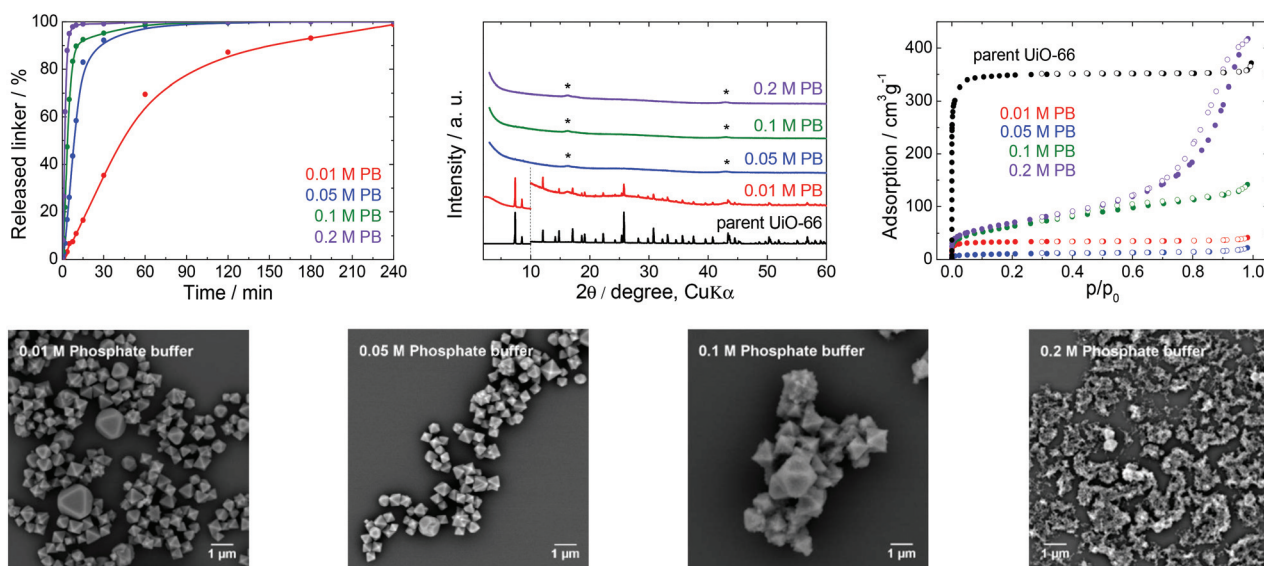 100
80
60
40
20
0
Released linker / %
0 30 60 90 120 150 180 210 240
Time / min
0.01 M PB
0.05 M PB
0.1 M PB
0.2 M PB
Intensity / a. u.
* *
0.2 M PB
* *
0.1 M PB
* *
0.05 M PB
0.01 M PB
parent UiO-66
10 20 30 40 50 60
2θ / degree, CuKα
400
350
300
250
200
150
100
50
0
Adsorption / cm³g⁻¹
parent UiO-66
0.01 M PB
0.05 M PB
0.1 M PB
0.2 M PB
0.0 0.2 0.4 0.6 0.8 1.0
p/p₀
0.01 M Phosphate buffer
1 µm
0.05 M Phosphate buffer
1 µm
0.1 M Phosphate buffer
1 µm
0.2 M Phosphate buffer
1 µm